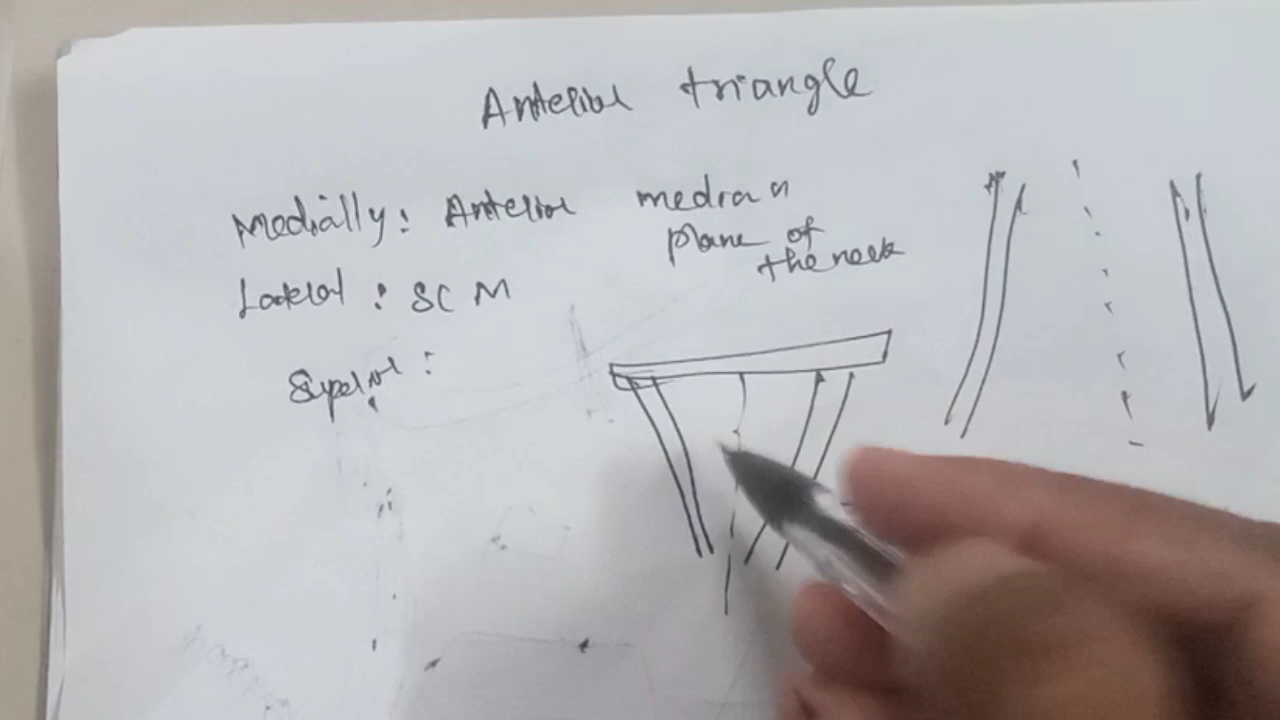 Anterior triangle
Medially: Anterior median
plane of
the neck
Lateral : SCM
Superior :